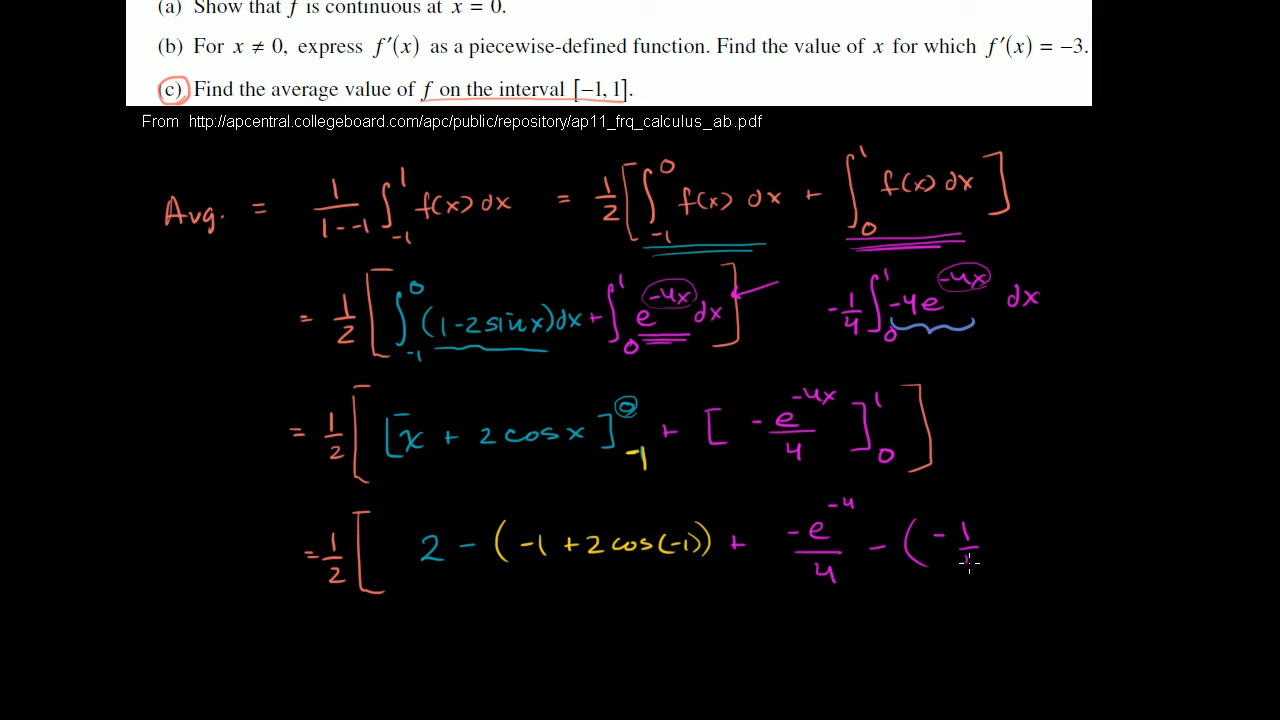 (a) Show that f is continuous at x = 0.
(b) For x ≠ 0, express f′(x) as a piecewise-defined function. Find the value of x for which f′(x) = −3.
(c) Find the average value of f on the interval [−1, 1].
From http://apcentral.collegeboard.com/apc/public/repository/ap11_frq_calculus_ab.pdf
Avg. = 1/(1--1) ∫_{-1}^{1} f(x) dx = 1/2 [ ∫_{-1}^{0} f(x) dx + ∫_{0}^{1} f(x) dx ]
= 1/2 [ ∫_{-1}^{0} (1-2 sin x) dx + ∫_{0}^{1} e^{-4x} dx ] -1/4 ∫_{0}^{1} -4e^{-4x} dx
= 1/2 [ [x + 2 cos x]_{-1}^{0} + [ -e^{-4x}/4 ]_{0}^{1} ]
= 1/2 [ 2 - (-1 + 2 cos(-1)) + -e^{-4}/4 - ( - 1/